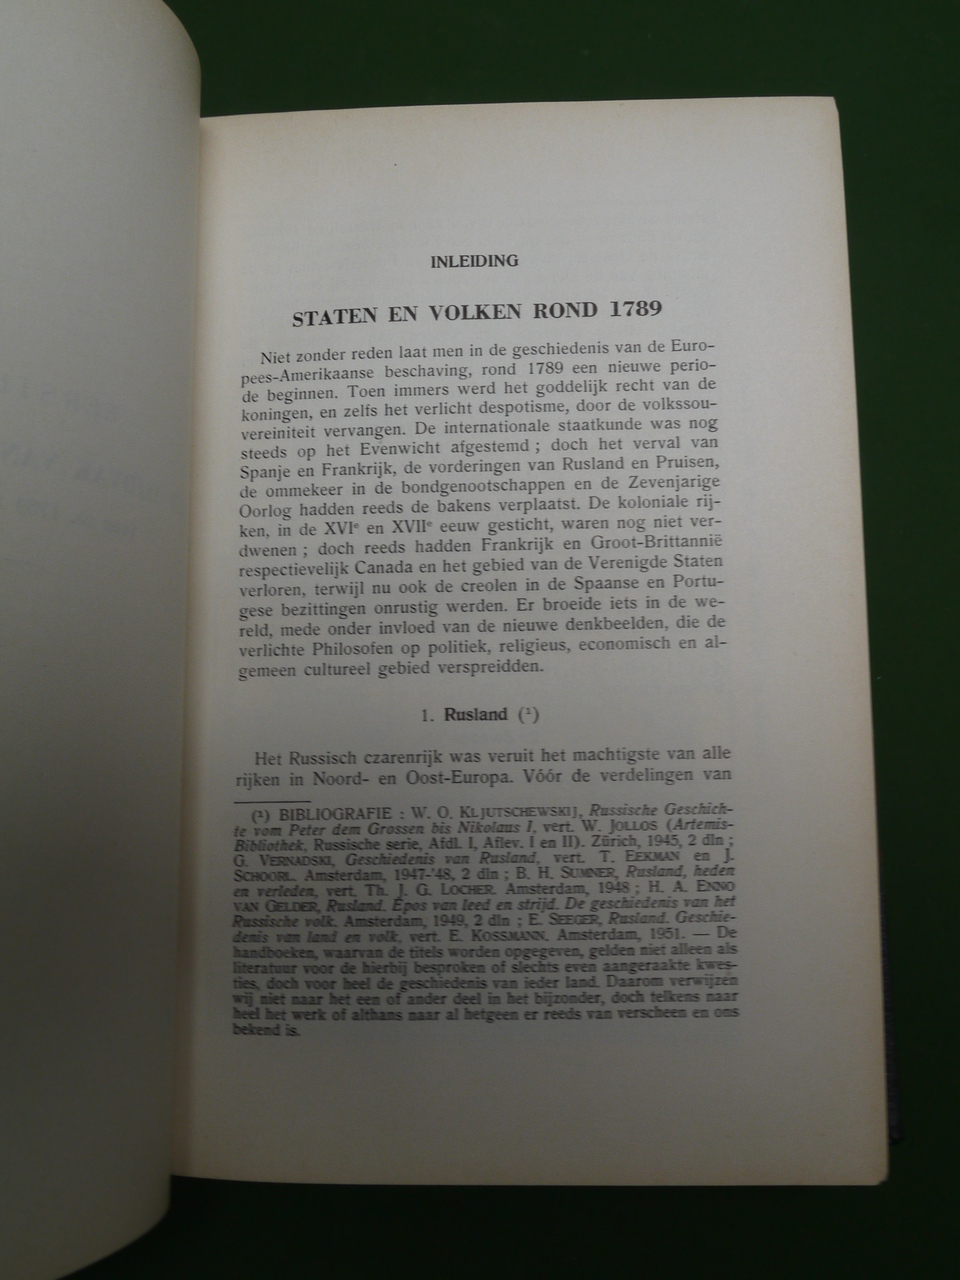 INLEIDING
STATEN EN VOLKEN ROND 1789
Niet zonder reden laat men in de geschiedenis van de Euro-
pees-Amerikaanse beschaving, rond 1789 een nieuwe perio-
de beginnen. Toen immers werd het goddelijk recht van de
koningen, en zelfs het verlicht despotisme, door de volkssou-
vereiniteit vervangen. De internationale staatkunde was nog
steeds op het Evenwicht afgestemd ; doch het verval van
Spanje en Frankrijk, de vorderingen van Rusland en Pruisen,
de ommekeer in de bondgenootschappen en de Zevenjarige
Oorlog hadden reeds de bakens verplaatst. De koloniale rij-
ken, in de XVIᵉ en XVIIᵉ eeuw gesticht, waren nog niet ver-
dwenen ; doch reeds hadden Frankrijk en Groot-Brittannië
respectievelijk Canada en het gebied van de Verenigde Staten
verloren, terwijl nu ook de creolen in de Spaanse en Portu-
gese bezittingen onrustig werden. Er broeide iets in de we-
reld, mede onder invloed van de nieuwe denkbeelden, die de
verlichte Philosofen op politiek, religieus, economisch en al-
gemeen cultureel gebied verspreidden.
1. Rusland (¹)
Het Russisch czarenrijk was veruit het machtigste van alle
rijken in Noord- en Oost-Europa. Vóór de verdelingen van
(¹) BIBLIOGRAFIE : W. O. KLJUTSCHEWSKIJ, Russische Geschich-
te vom Peter dem Grossen bis Nikolaus I, vert. W. JOLLOS (Artemis-
Bibliothek, Russische serie, Afdl. I, Aflev. I en II). Zürich, 1945, 2 dln ;
G. VERNADSKI, Geschiedenis van Rusland, vert. T. EEKMAN en J.
SCHOORL. Amsterdam, 1947-'48, 2 dln ; B. H. SUMNER, Rusland, heden
en verleden, vert. Th. J. G. LOCHER. Amsterdam, 1948 ; H. A. ENNO
VAN GELDER, Rusland. Epos van leed en strijd. De geschiedenis van het
Russische volk. Amsterdam, 1949, 2 dln ; E. SEEGER, Rusland. Geschie-
denis van land en volk, vert. E. KOSSMANN. Amsterdam, 1951. — De
handboeken, waarvan de titels worden opgegeven, gelden niet alleen als
literatuur voor de hierbij besproken of slechts even aangeraakte kwes-
ties, doch voor heel de geschiedenis van ieder land. Daarom verwijzen
wij niet naar het een of ander deel in het bijzonder, doch telkens naar
heel het werk of althans naar al hetgeen er reeds van verscheen en ons
bekend is.